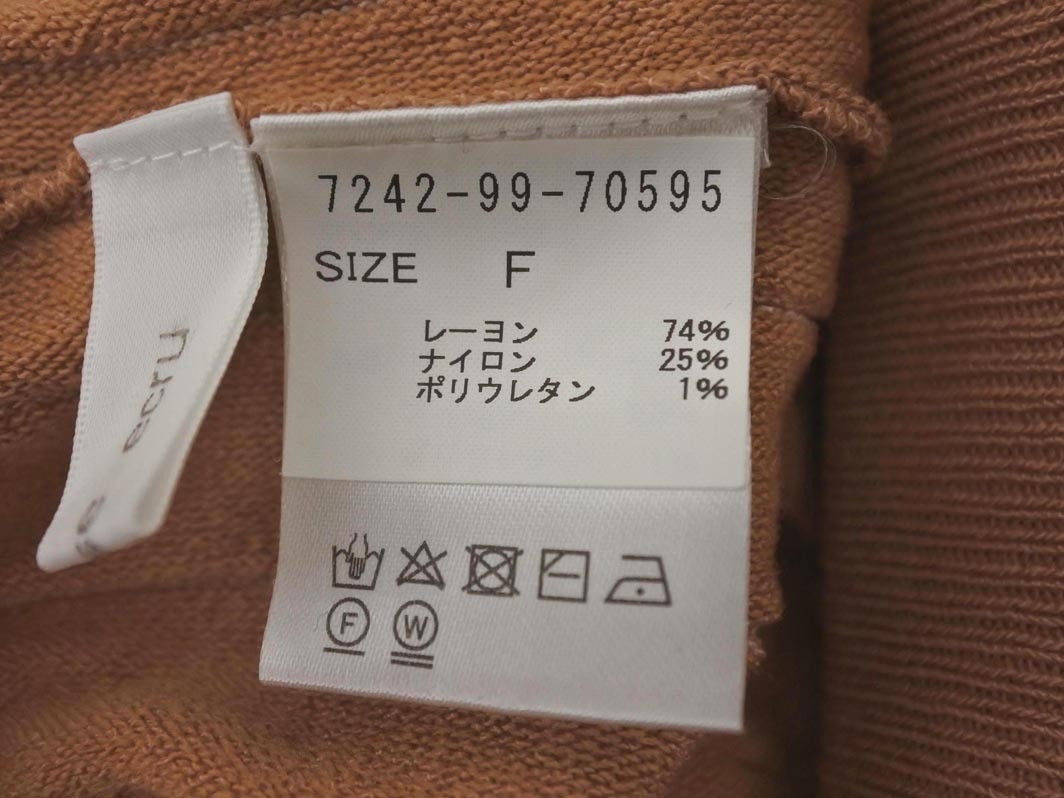 ecru
7242-99-70595
SIZE F
レーヨン 74%
ナイロン 25%
ポリウレタン 1%
F
W